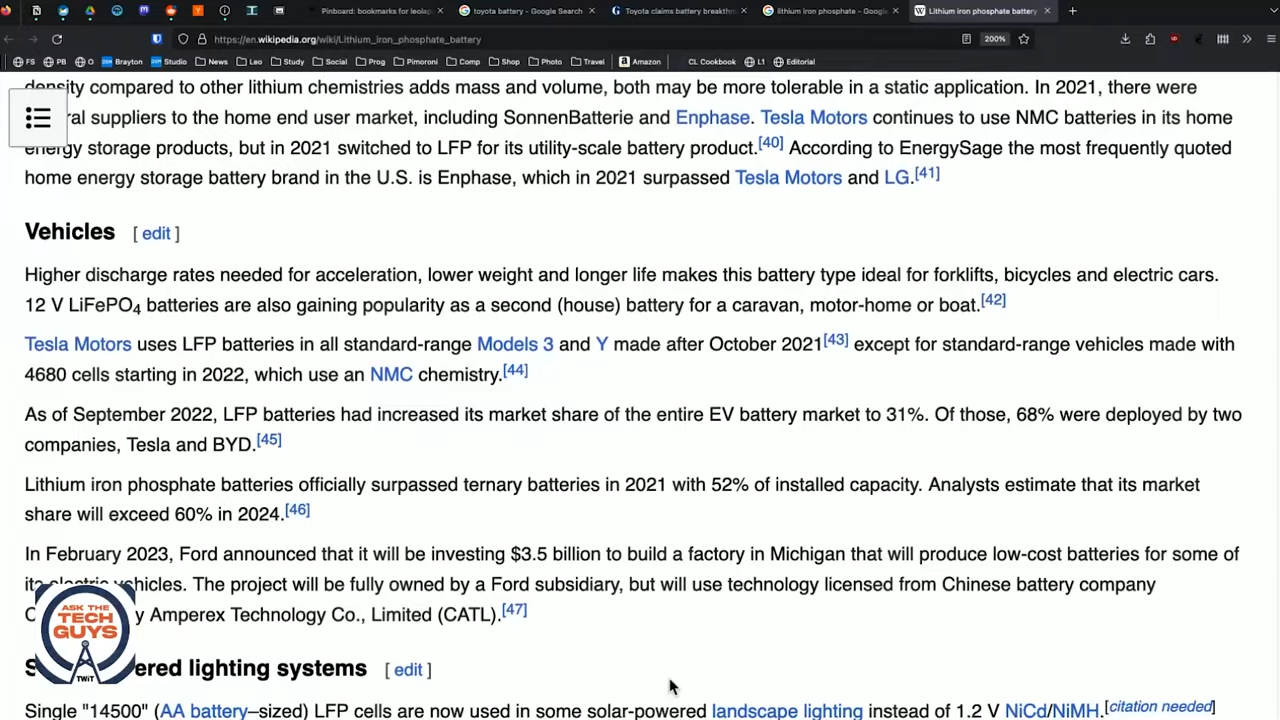 Pinboard: bookmarks for leolap
toyota battery - Google Search
Toyota claims battery breakthr
lithium iron phosphate - Google
Lithium iron phosphate battery
https://en.wikipedia.org/wiki/Lithium_iron_phosphate_battery
200%
FS PB O Brayton Studio News Leo Study Social Prog Pimoroni Comp Shop Photo Travel Amazon CL Cookbook L1 Editorial
density compared to other lithium chemistries adds mass and volume, both may be more tolerable in a static application. In 2021, there were
ral suppliers to the home end user market, including SonnenBatterie and Enphase. Tesla Motors continues to use NMC batteries in its home
energy storage products, but in 2021 switched to LFP for its utility-scale battery product.[40] According to EnergySage the most frequently quoted
home energy storage battery brand in the U.S. is Enphase, which in 2021 surpassed Tesla Motors and LG.[41]
Vehicles [ edit ]
Higher discharge rates needed for acceleration, lower weight and longer life makes this battery type ideal for forklifts, bicycles and electric cars.
12 V LiFePO4 batteries are also gaining popularity as a second (house) battery for a caravan, motor-home or boat.[42]
Tesla Motors uses LFP batteries in all standard-range Models 3 and Y made after October 2021[43] except for standard-range vehicles made with
4680 cells starting in 2022, which use an NMC chemistry.[44]
As of September 2022, LFP batteries had increased its market share of the entire EV battery market to 31%. Of those, 68% were deployed by two
companies, Tesla and BYD.[45]
Lithium iron phosphate batteries officially surpassed ternary batteries in 2021 with 52% of installed capacity. Analysts estimate that its market
share will exceed 60% in 2024.[46]
In February 2023, Ford announced that it will be investing $3.5 billion to build a factory in Michigan that will produce low-cost batteries for some of
its electric vehicles. The project will be fully owned by a Ford subsidiary, but will use technology licensed from Chinese battery company
C y Amperex Technology Co., Limited (CATL).[47]
ASK THE
TECH
GUYS
TWiT
S ered lighting systems [ edit ]
Single "14500" (AA battery–sized) LFP cells are now used in some solar-powered landscape lighting instead of 1.2 V NiCd/NiMH.[citation needed]